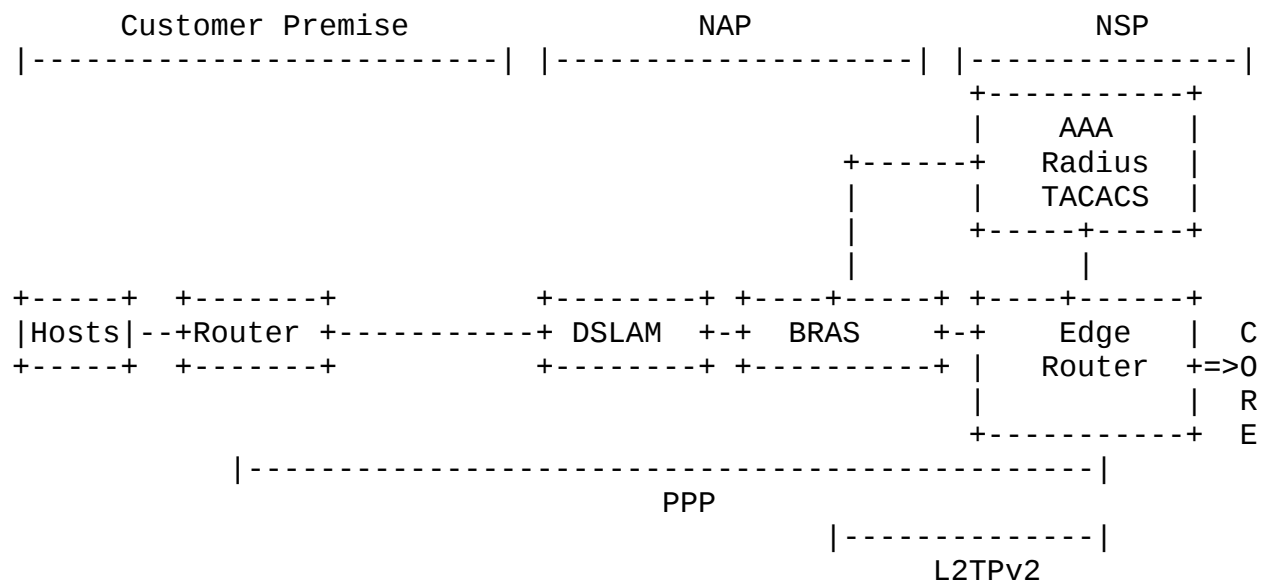 Customer Premise NAP NSP
|--------------------------| |--------------------| |---------------|
+-----------+
| AAA |
+------+ Radius |
| | TACACS |
| +-----+-----+
| |
+-----+ +-------+ +--------+ +----+-----+ +----+------+
|Hosts|--+Router +-----------+ DSLAM +-+ BRAS +-+ Edge | C
+-----+ +-------+ +--------+ +----------+ | Router +=>O
| | R
+-----------+ E
|-----------------------------------------------|
PPP
|--------------|
L2TPv2